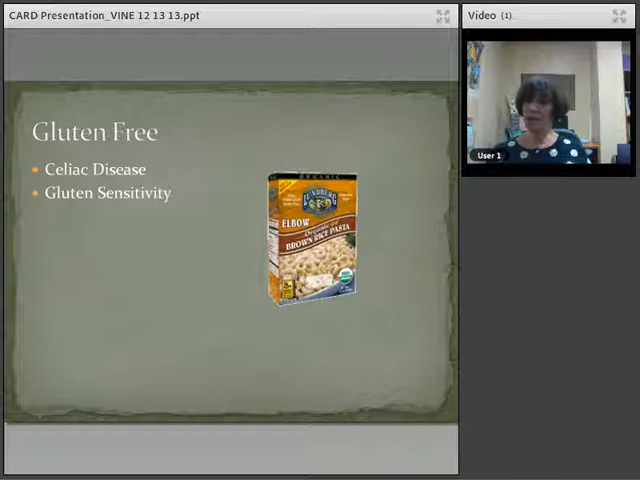 CARD Presentation_VINE 12 13 13.ppt
Video (1)
User 1
Gluten Free
Celiac Disease
Gluten Sensitivity
ORGANIC
LUNDBERG
ELBOW
Organic
BROWN RICE PASTA